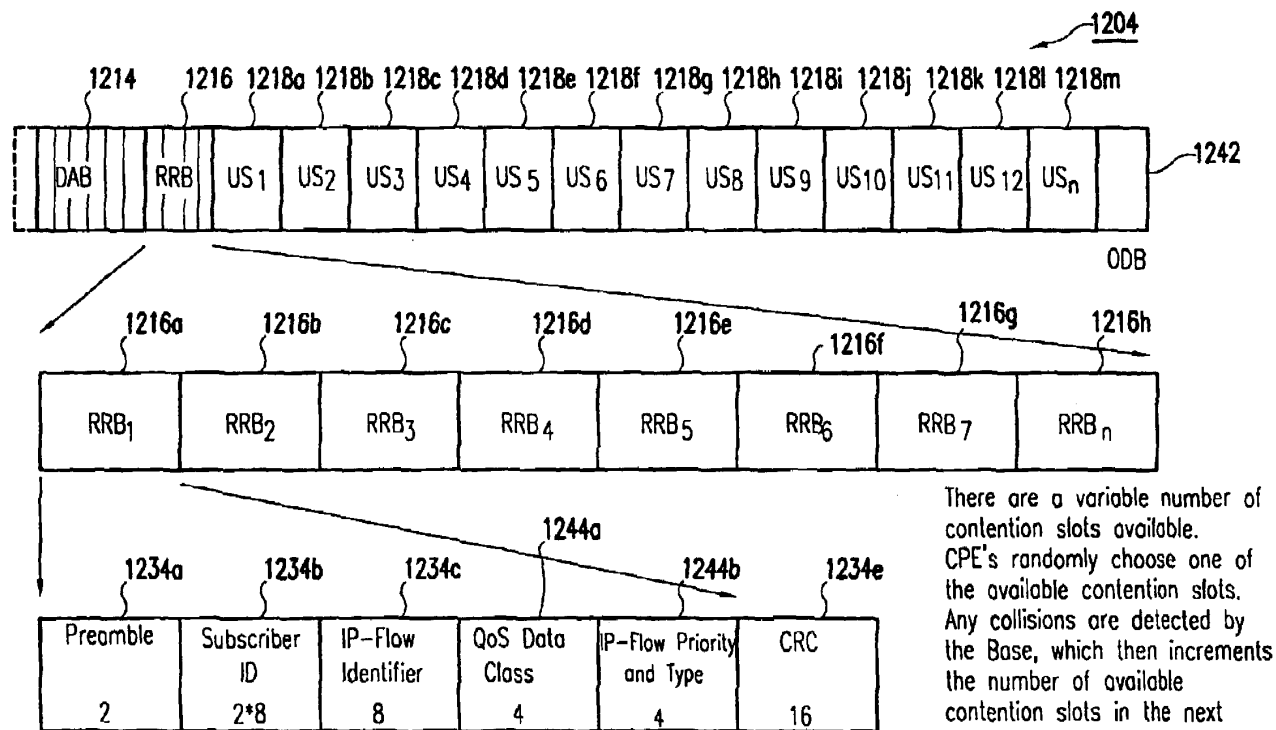 1204
1214 1216 1218a 1218b 1218c 1218d 1218e 1218f 1218g 1218h 1218i 1218j 1218k 1218l 1218m
DAB RRB US1 US2 US3 US4 US5 US6 US7 US8 US9 US10 US11 US12 USn
1242
ODB
1216a 1216b 1216c 1216d 1216e 1216f 1216g 1216h
RRB1 RRB2 RRB3 RRB4 RRB5 RRB6 RRB7 RRBn
1234a 1234b 1234c 1244a 1244b 1234e
Preamble
2
Subscriber
ID
2*8
IP-Flow
Identifier
8
QoS Data
Class
4
IP-Flow Priority
and Type
4
CRC
16
There are a variable number of
contention slots available.
CPE's randomly choose one of
the available contention slots.
Any collisions are detected by
the Base, which then increments
the number of available
contention slots in the next